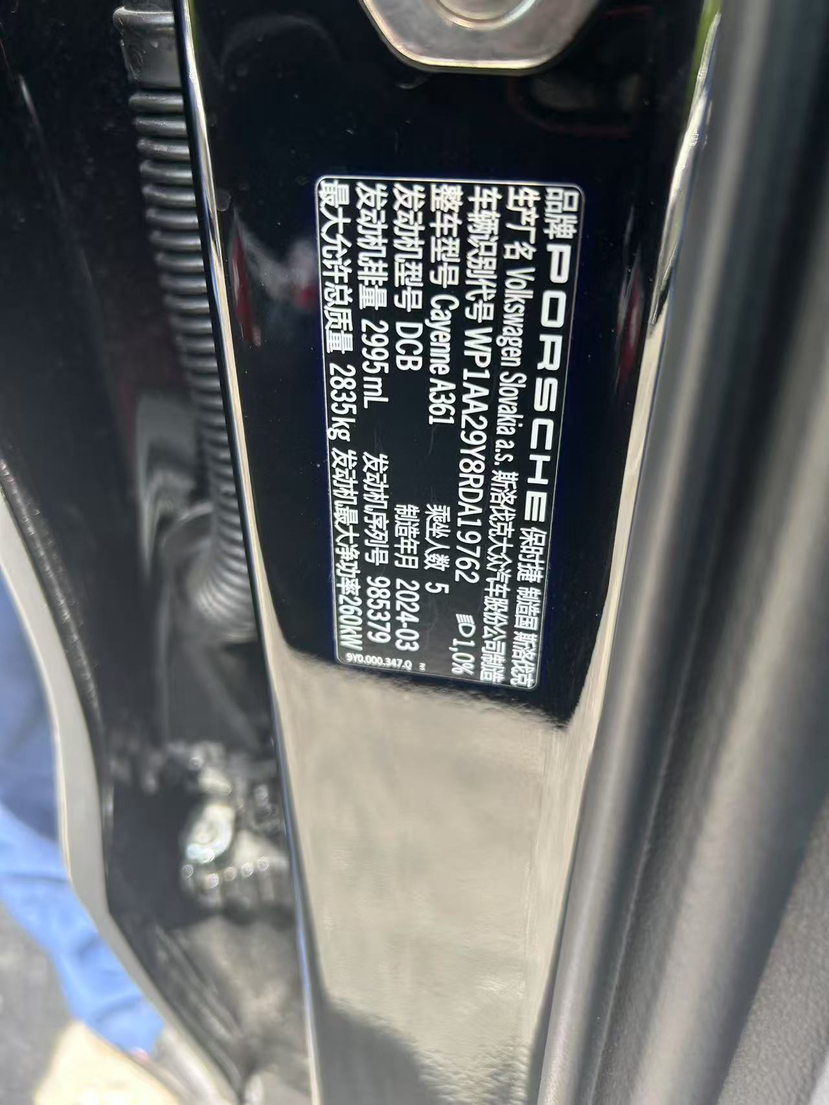 品牌 PORSCHE 保时捷 制造国 斯洛伐克
生产厂名 Volkswagen Slovakia a.s. 斯洛伐克大众汽车股份公司制造
车辆识别代号 WP1AA29Y8RDA19762 1,0%
整车型号 Cayenne A361 乘坐人数 5
发动机型号 DCB 制造年月 2024-03
发动机排量 2995mL 发动机序列号 985379
最大允许总质量 2835kg 发动机最大净功率260kW
9Y0.000.347.Q